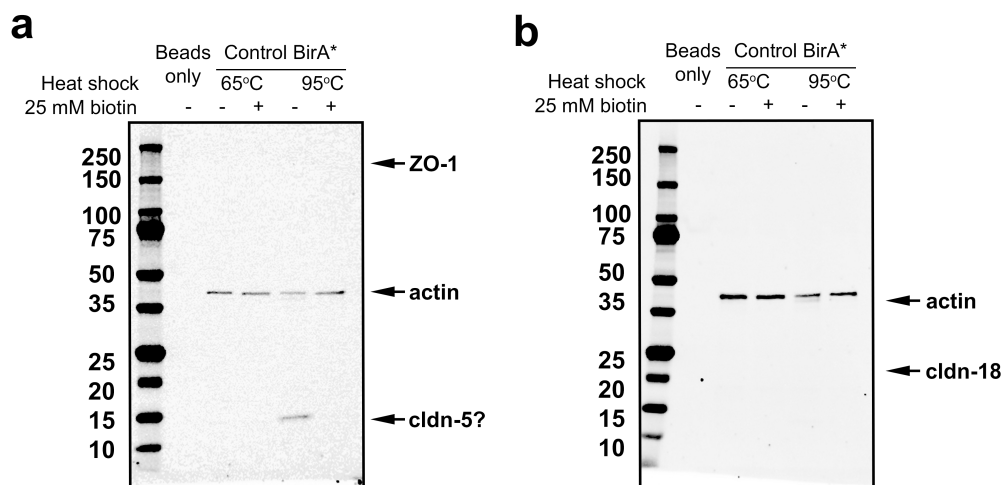 a
Beads only
Control BirA*
Heat shock
65°C
95°C
25 mM biotin
- - + - +
250
150
100
75
50
35
25
20
15
10
ZO-1
actin
cldn-5?
b
Beads only
Control BirA*
Heat shock
65°C
95°C
25 mM biotin
- - + - +
250
150
100
75
50
35
25
20
15
10
actin
cldn-18